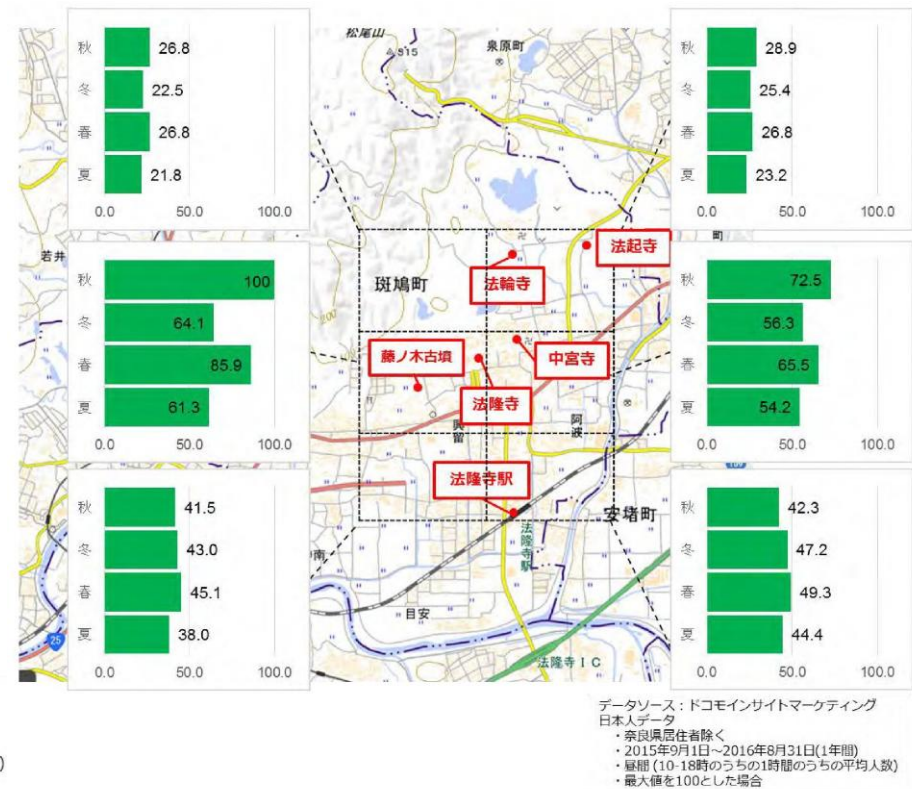 秋 26.8
冬 22.5
春 26.8
夏 21.8
0.0 50.0 100.0
秋 28.9
冬 25.4
春 26.8
夏 23.2
0.0 50.0 100.0
松尾山
315
泉原町
若井
町
秋 100
冬 64.1
春 85.9
夏 61.3
0.0 50.0 100.0
斑鳩町
200
法輪寺
法起寺
藤ノ木古墳
法隆寺
中宮寺
興留
阿波
秋 72.5
冬 56.3
春 65.5
夏 54.2
0.0 50.0 100.0
秋 41.5
冬 43.0
春 45.1
夏 38.0
0.0 50.0 100.0
25
法隆寺駅
安堵町
法隆寺駅
南
目安
法隆寺IC
秋 42.3
冬 47.2
春 49.3
夏 44.4
0.0 50.0 100.0
データソース:ドコモインサイトマーケティング
日本人データ
・奈良県居住者除く
・2015年9月1日~2016年8月31日(1年間)
・昼間 (10-18時のうちの1時間のうちの平均人数)
・最大値を100とした場合
)